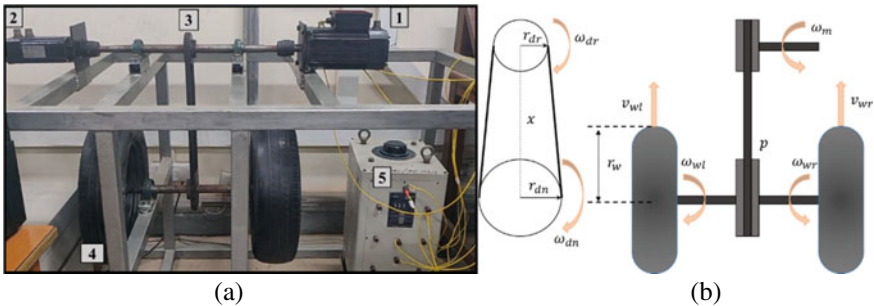 2
3
1
4
5
(a)
r_dr
ω_dr
x
r_dn
ω_dn
ω_m
v_wl
v_wr
r_w
p
ω_wl
ω_wr
(b)